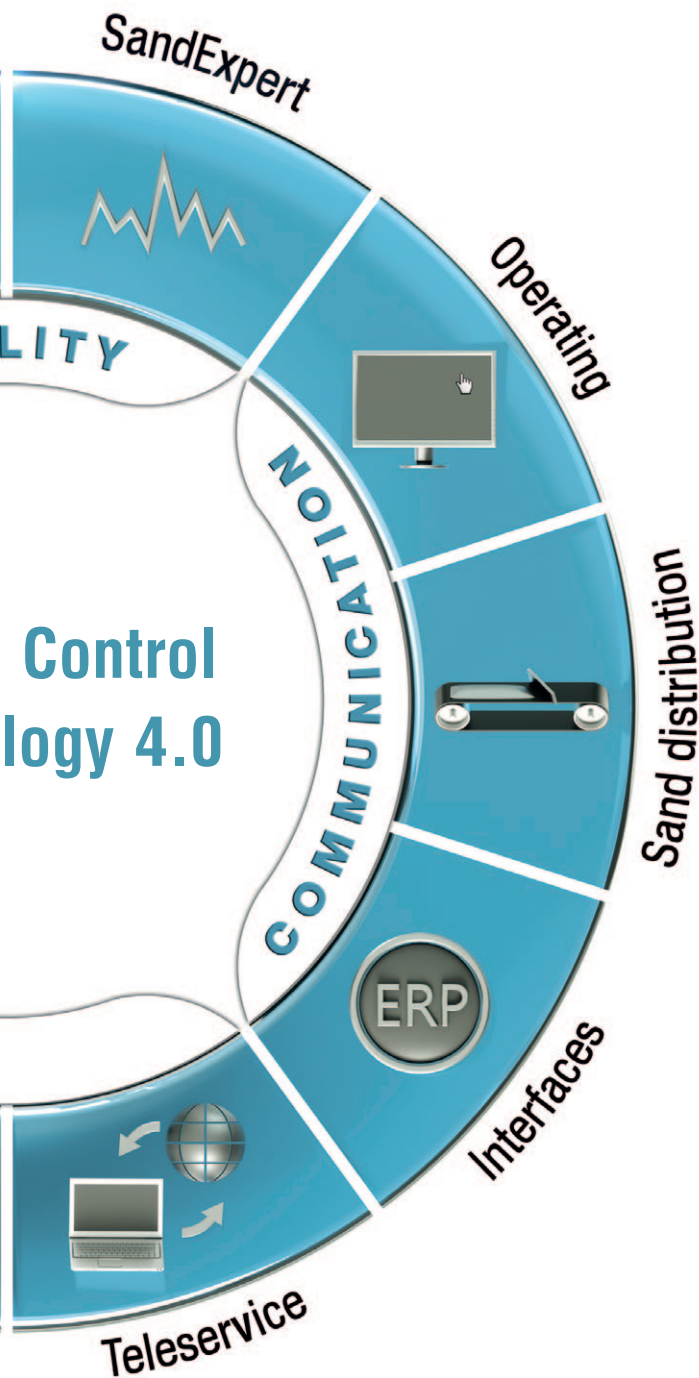 SandExpert
Operating
LITY
COMMUNICATION
Control
logy 4.0
Sand distribution
ERP
Interfaces
Teleservice